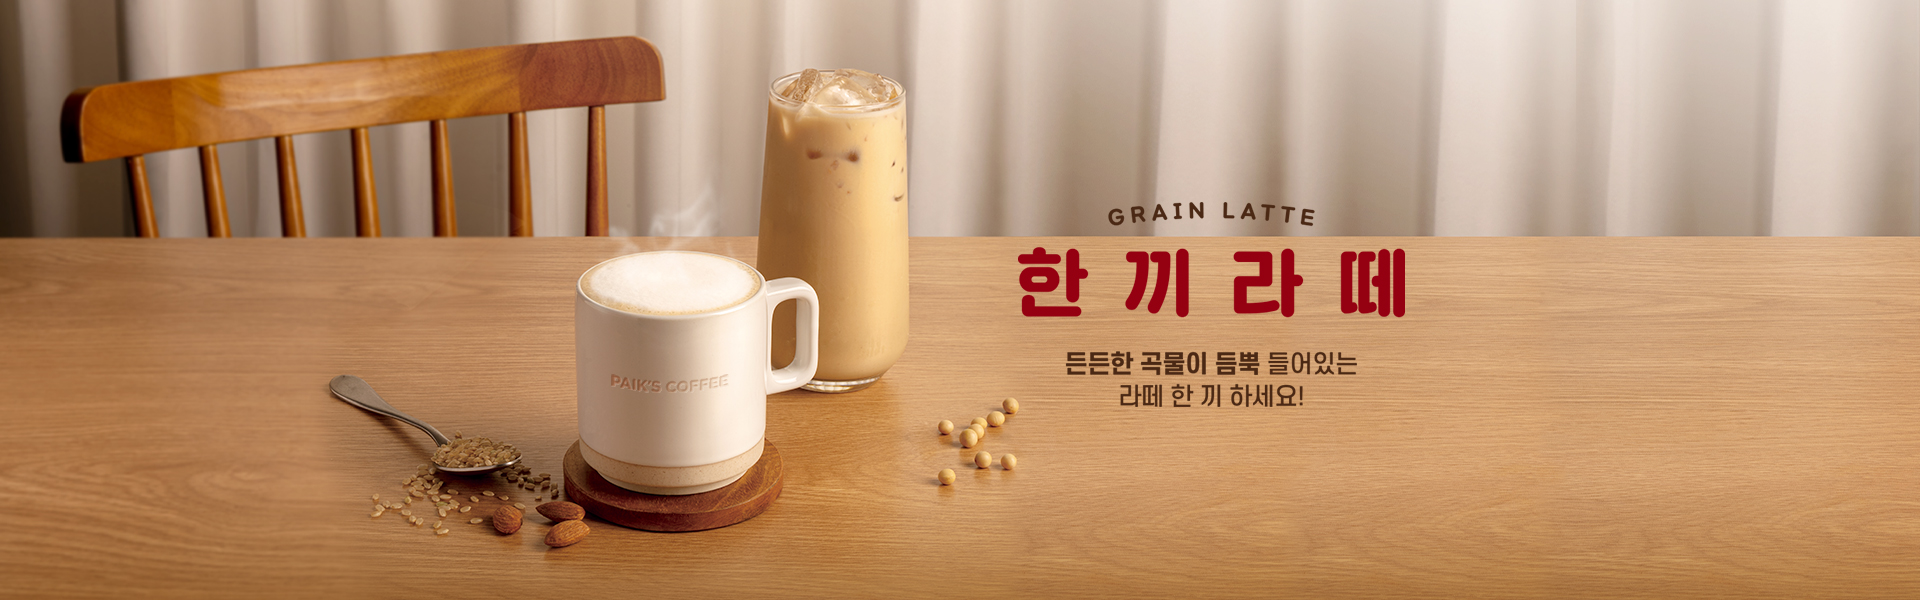 GRAIN LATTE
한 끼 라떼
든든한 곡물이 듬뿍 들어있는
라떼 한 끼 하세요!
PAIK'S COFFEE